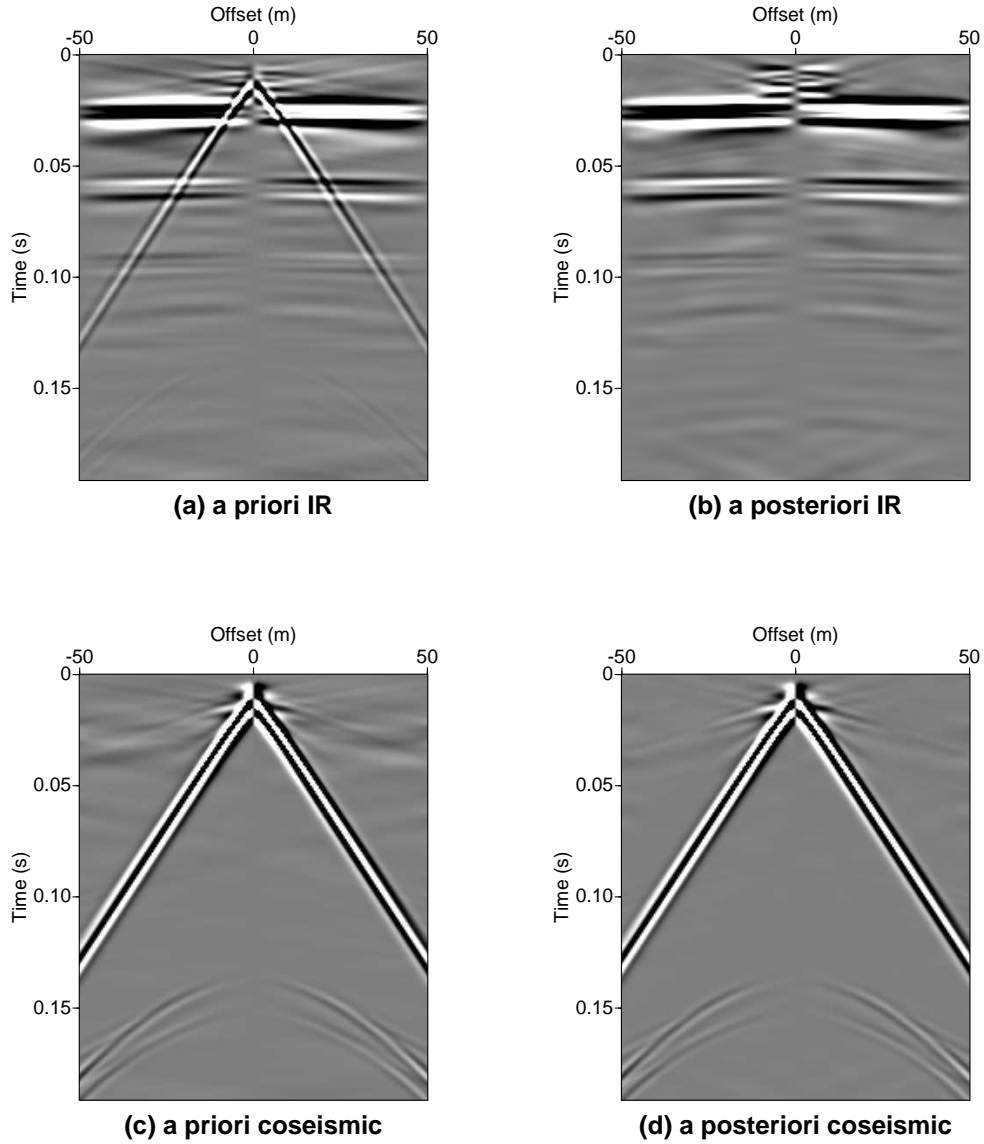 Offset (m)
-50 0 50
0
0.05
0.10
0.15
Time (s)
(a) a priori IR
Offset (m)
-50 0 50
0
0.05
0.10
0.15
Time (s)
(b) a posteriori IR
Offset (m)
-50 0 50
0
0.05
0.10
0.15
Time (s)
(c) a priori coseismic
Offset (m)
-50 0 50
0
0.05
0.10
0.15
Time (s)
(d) a posteriori coseismic